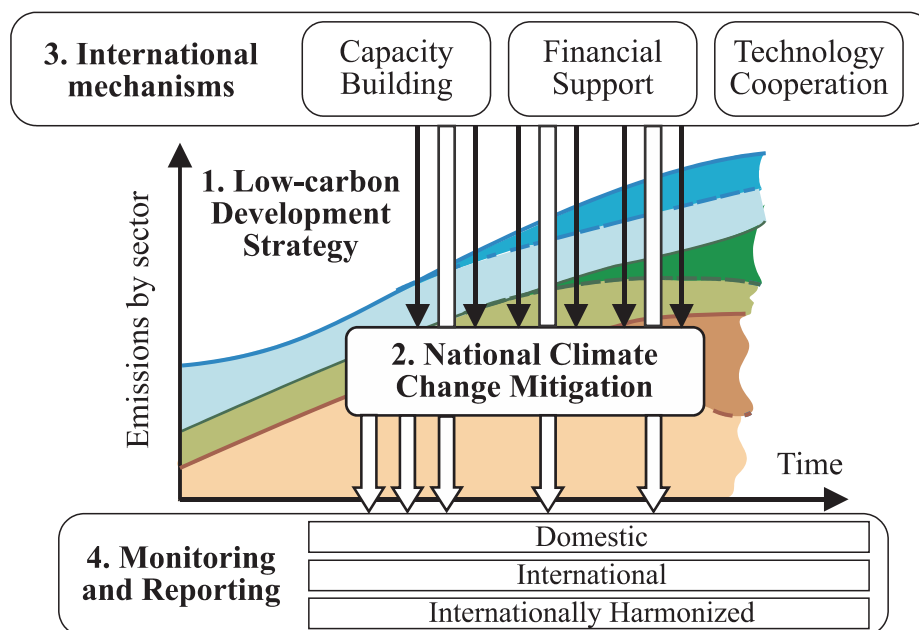 3. International
mechanisms
Capacity
Building
Financial
Support
Technology
Cooperation
1. Low-carbon
Development
Strategy
Emissions by sector
2. National Climate
Change Mitigation
Time
4. Monitoring
and Reporting
Domestic
International
Internationally Harmonized